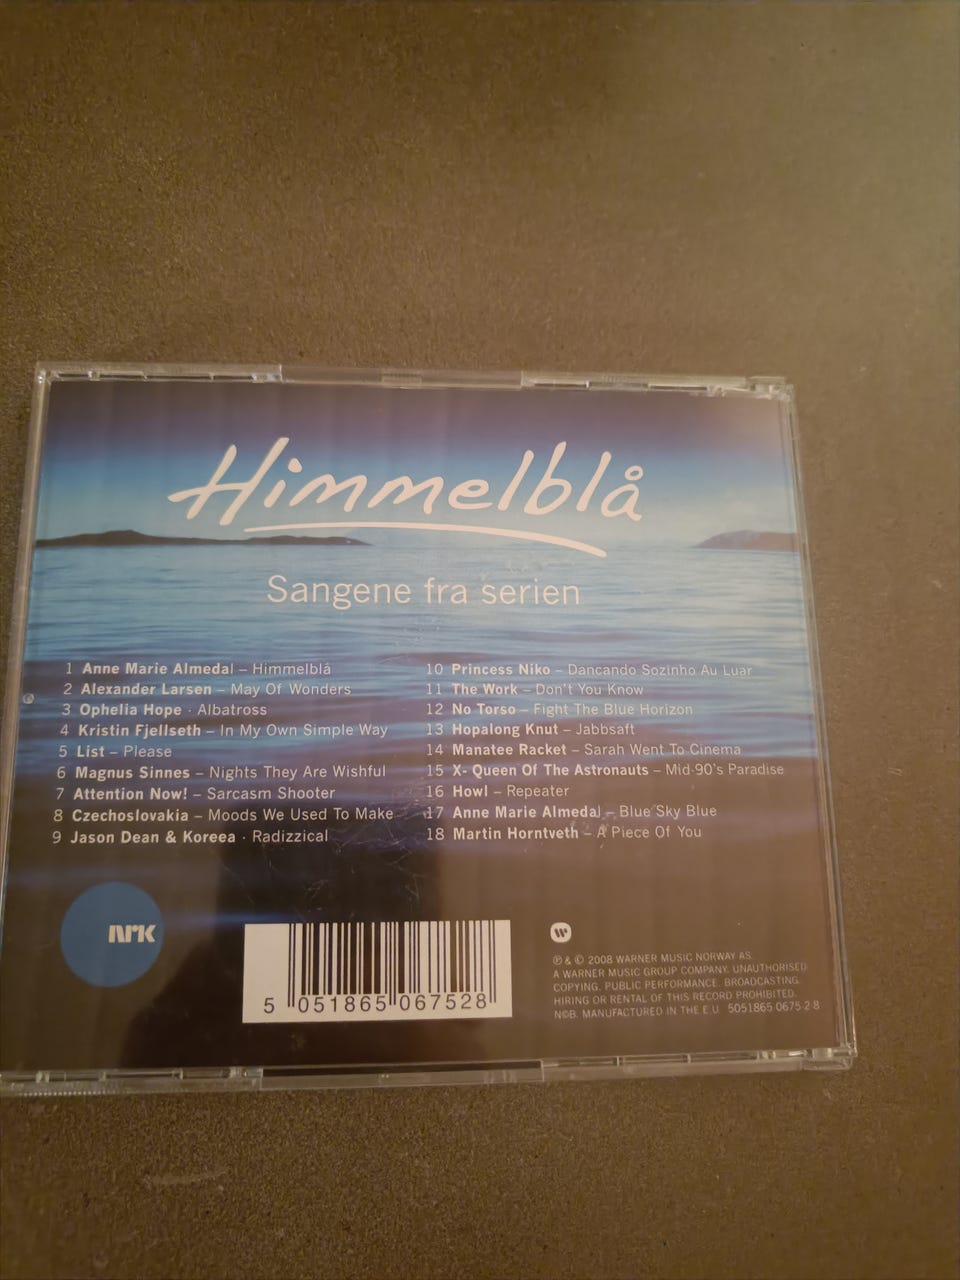 Himmelblå
Sangene fra serien
1 Anne Marie Almedal – Himmelblå
2 Alexander Larsen – May Of Wonders
3 Ophelia Hope · Albatross
4 Kristin Fjellseth – In My Own Simple Way
5 List – Please
6 Magnus Sinnes – Nights They Are Wishful
7 Attention Now! – Sarcasm Shooter
8 Czechoslovakia – Moods We Used To Make
9 Jason Dean & Koreea · Radizzical
10 Princess Niko – Dancando Sozinho Au Luar
11 The Work – Don't You Know
12 No Torso – Fight The Blue Horizon
13 Hopalong Knut – Jabbsaft
14 Manatee Racket – Sarah Went To Cinema
15 X- Queen Of The Astronauts – Mid-90's Paradise
16 Howl – Repeater
17 Anne Marie Almedal – Blue Sky Blue
18 Martin Horntveth – A Piece Of You
NRK
5 051865 067528
W
℗ & © 2008 WARNER MUSIC NORWAY AS.
A WARNER MUSIC GROUP COMPANY. UNAUTHORISED
COPYING, PUBLIC PERFORMANCE, BROADCASTING,
HIRING OR RENTAL OF THIS RECORD PROHIBITED.
N©B. MANUFACTURED IN THE E.U. 5051865 0675 2 8